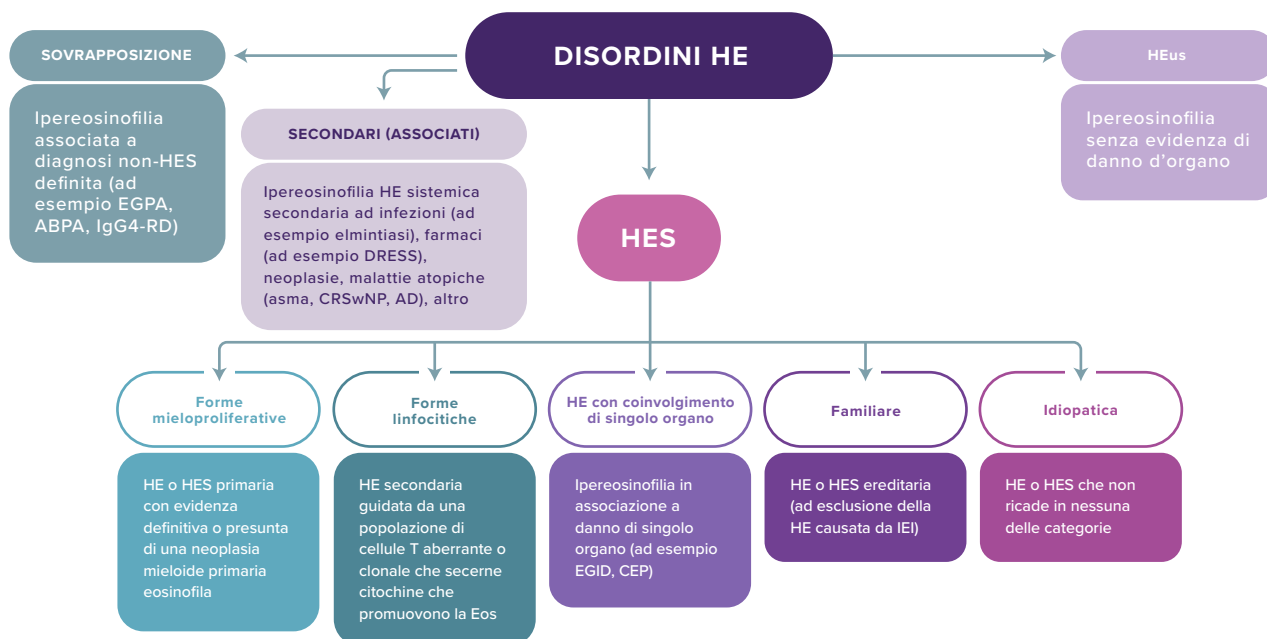 DISORDINI HE
SOVRAPPOSIZIONE
Ipereosinofilia
associata a
diagnosi non-HES
definita (ad
esempio EGPA,
ABPA, IgG4-RD)
SECONDARI (ASSOCIATI)
Ipereosinofilia HE sistemica
secondaria ad infezioni (ad
esempio elmintiasi), farmaci
(ad esempio DRESS),
neoplasie, malattie atopiche
(asma, CRSwNP, AD), altro
HEus
Ipereosinofilia
senza evidenza di
danno d’organo
HES
Forme
mieloproliferative
HE o HES primaria
con evidenza
definitiva o presunta
di una neoplasia
mieloide primaria
eosinofila
Forme
linfocitiche
HE secondaria
guidata da una
popolazione di
cellule T aberrante o
clonale che secerne
citochine che
promuovono la Eos
HE con coinvolgimento
di singolo organo
Ipereosinofilia in
associazione a
danno di singolo
organo (ad esempio
EGID, CEP)
Familiare
HE o HES ereditaria
(ad esclusione della
HE causata da IEI)
Idiopatica
HE o HES che non
ricade in nessuna
delle categorie